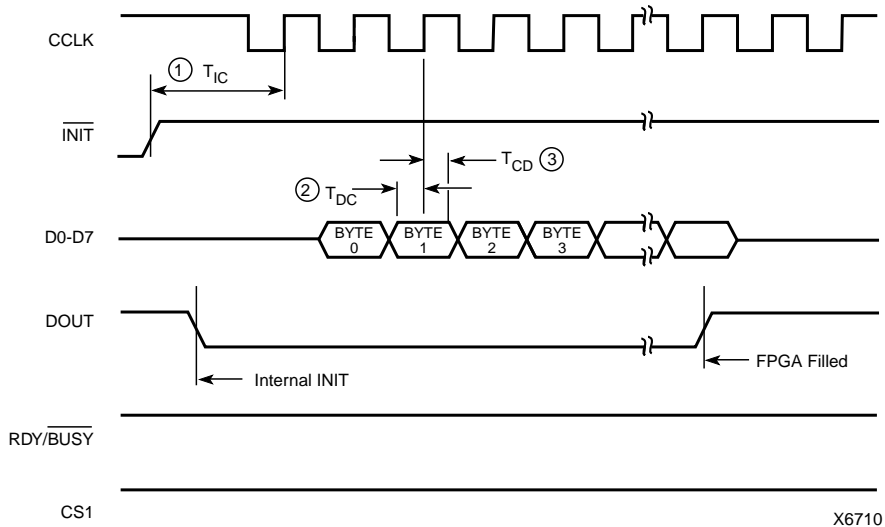 CCLK
① T_IC
INIT
T_CD ③
② T_DC
D0-D7
BYTE 0 BYTE 1 BYTE 2 BYTE 3
DOUT
FPGA Filled
Internal INIT
RDY/BUSY
CS1
X6710